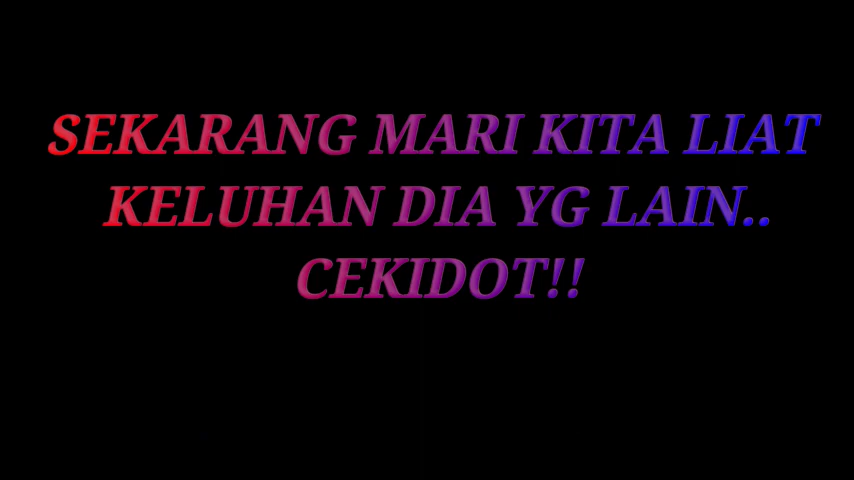 SEKARANG MARI KITA LIAT
KELUHAN DIA YG LAIN..
CEKIDOT!!